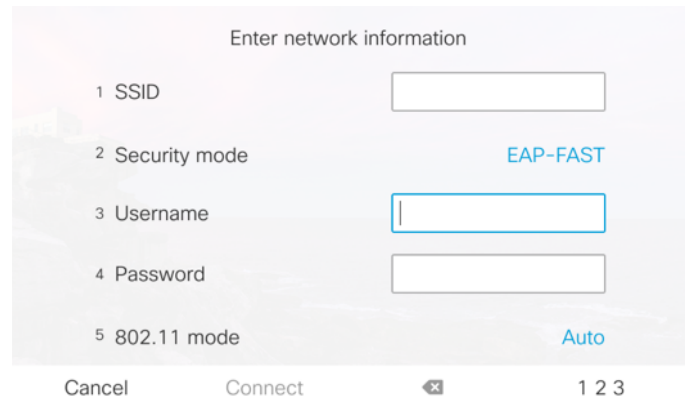 Enter network information
1 SSID
2 Security mode EAP-FAST
3 Username
4 Password
5 802.11 mode Auto
Cancel Connect 1 2 3